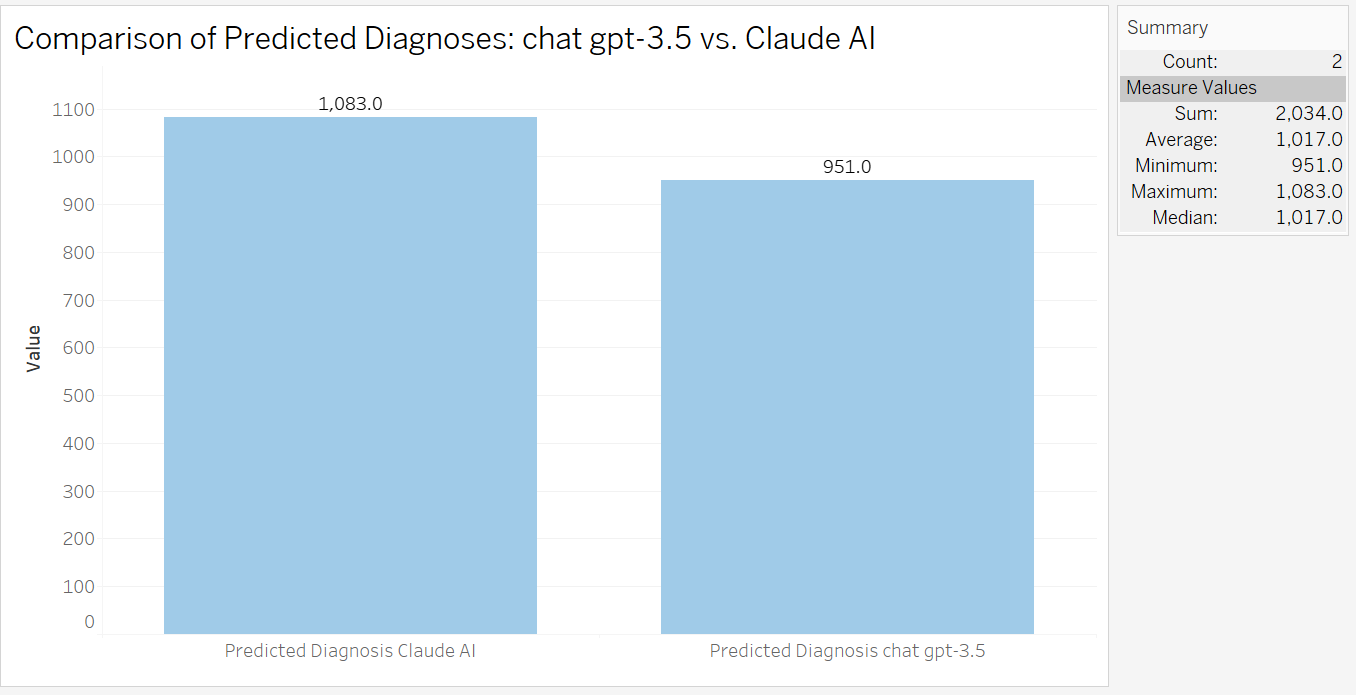 Comparison of Predicted Diagnoses: chat gpt-3.5 vs. Claude AI
Value
1100
1000
900
800
700
600
500
400
300
200
100
0
1,083.0
951.0
Predicted Diagnosis Claude AI
Predicted Diagnosis chat gpt-3.5
Summary
Count: 2
Measure Values
Sum: 2,034.0
Average: 1,017.0
Minimum: 951.0
Maximum: 1,083.0
Median: 1,017.0